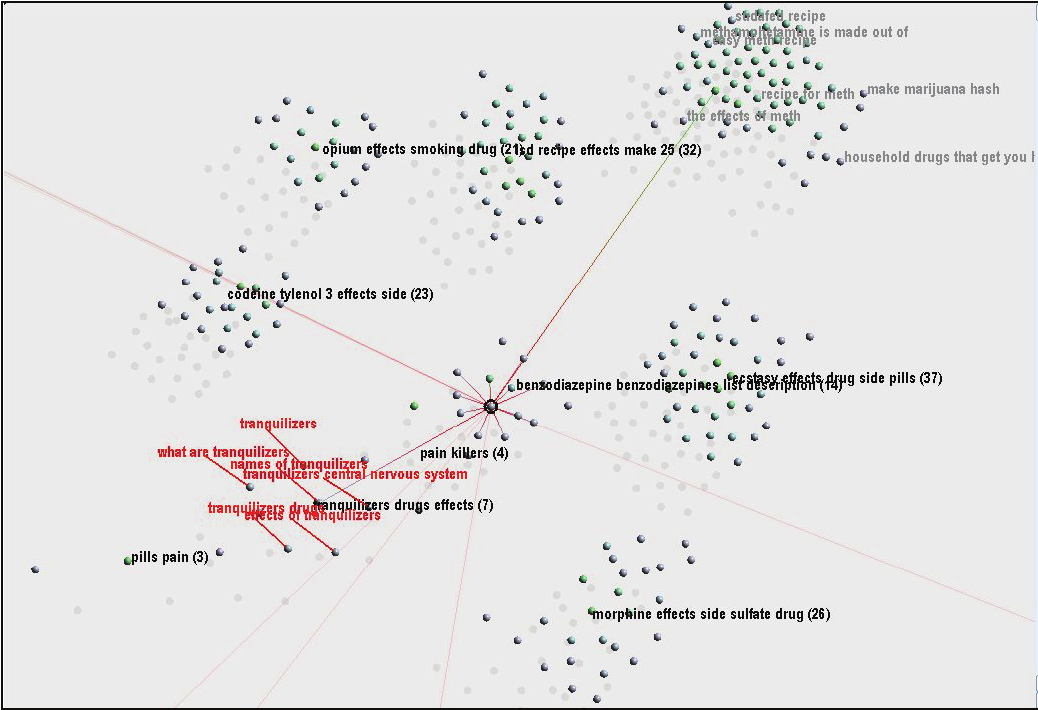 sudafed recipe
methamphetamine is made out of
easy meth recipe
make marijuana hash
recipe for meth
the effects of meth
opium effects smoking drug (21)
lsd recipe effects make 25 (32)
household drugs that get you h
codeine tylenol 3 effects side (23)
ecstasy effects drug side pills (37)
benzodiazepine benzodiazepines list description (14)
tranquilizers
what are tranquilizers
pain killers (4)
names of tranquilizers
tranquilizers central nervous system
tranquilizers drugs effects (7)
tranquilizers drugs
effects of tranquilizers
pills pain (3)
morphine effects side sulfate drug (26)